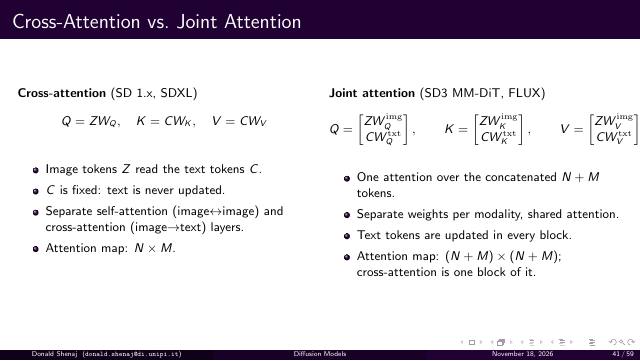 Cross-Attention vs. Joint Attention
Cross-attention (SD 1.x, SDXL)
Q = ZW_Q, K = CW_K, V = CW_V
Image tokens Z read the text tokens C.
C is fixed: text is never updated.
Separate self-attention (image↔image) and
cross-attention (image→text) layers.
Attention map: N × M.
Joint attention (SD3 MM-DiT, FLUX)
Q = [ZW_Q^img CW_Q^txt], K = [ZW_K^img CW_K^txt], V = [ZW_V^img CW_V^txt]
One attention over the concatenated N + M
tokens.
Separate weights per modality, shared attention.
Text tokens are updated in every block.
Attention map: (N + M) × (N + M);
cross-attention is one block of it.
Donald Shenaj (donald.shenaj@di.unipi.it) Diffusion Models November 18, 2026 41 / 59